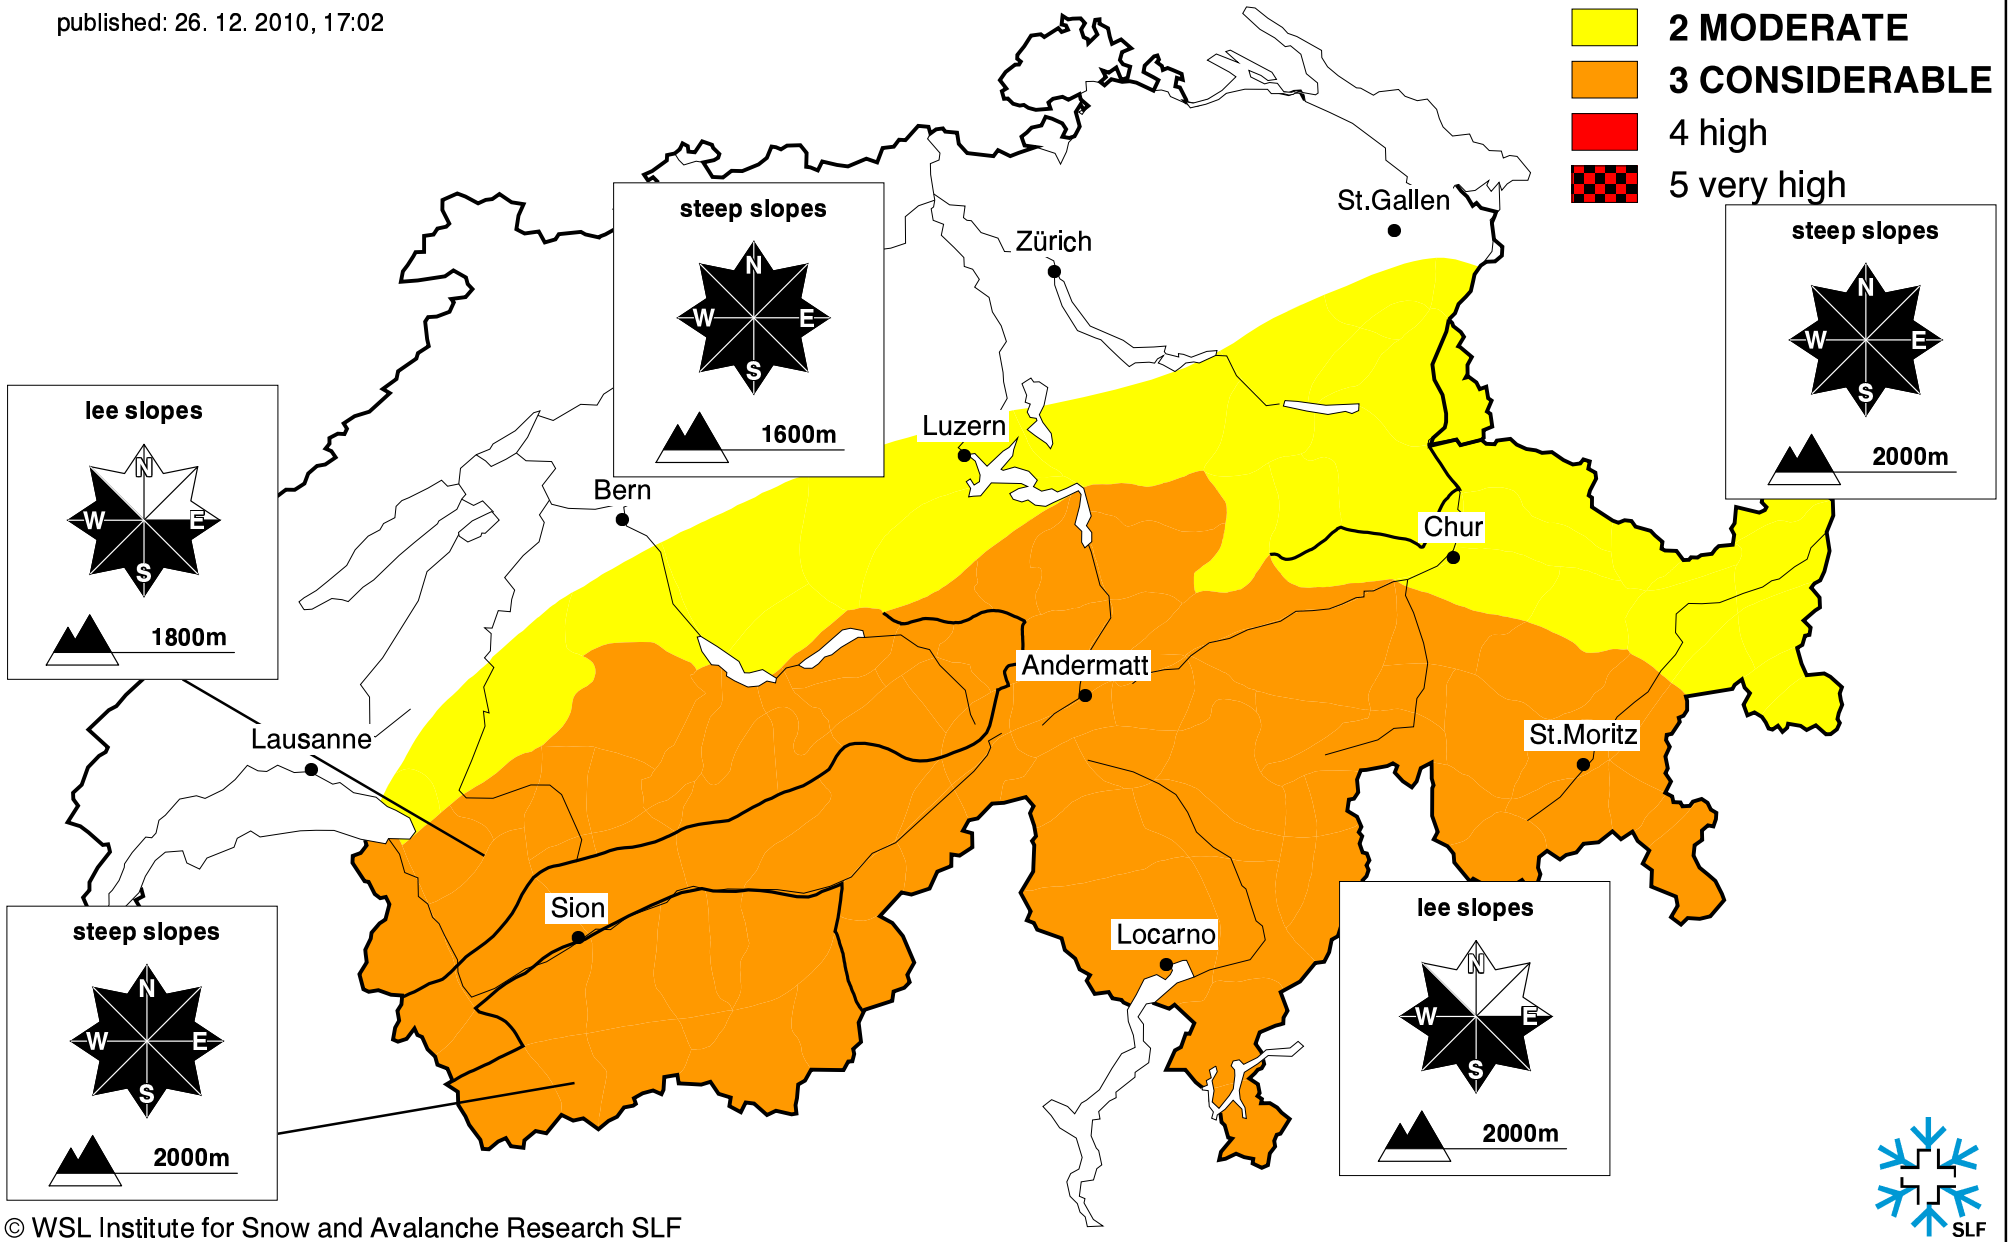 published: 26. 12. 2010, 17:02
2 MODERATE
3 CONSIDERABLE
4 high
5 very high
steep slopes
N
W E
S
1600m
St.Gallen
Zürich
steep slopes
N
W E
S
2000m
lee slopes
N
W E
S
1800m
Luzern
Bern
Chur
Andermatt
Lausanne
St.Moritz
Sion
Locarno
steep slopes
N
W E
S
2000m
lee slopes
N
W E
S
2000m
© WSL Institute for Snow and Avalanche Research SLF
SLF